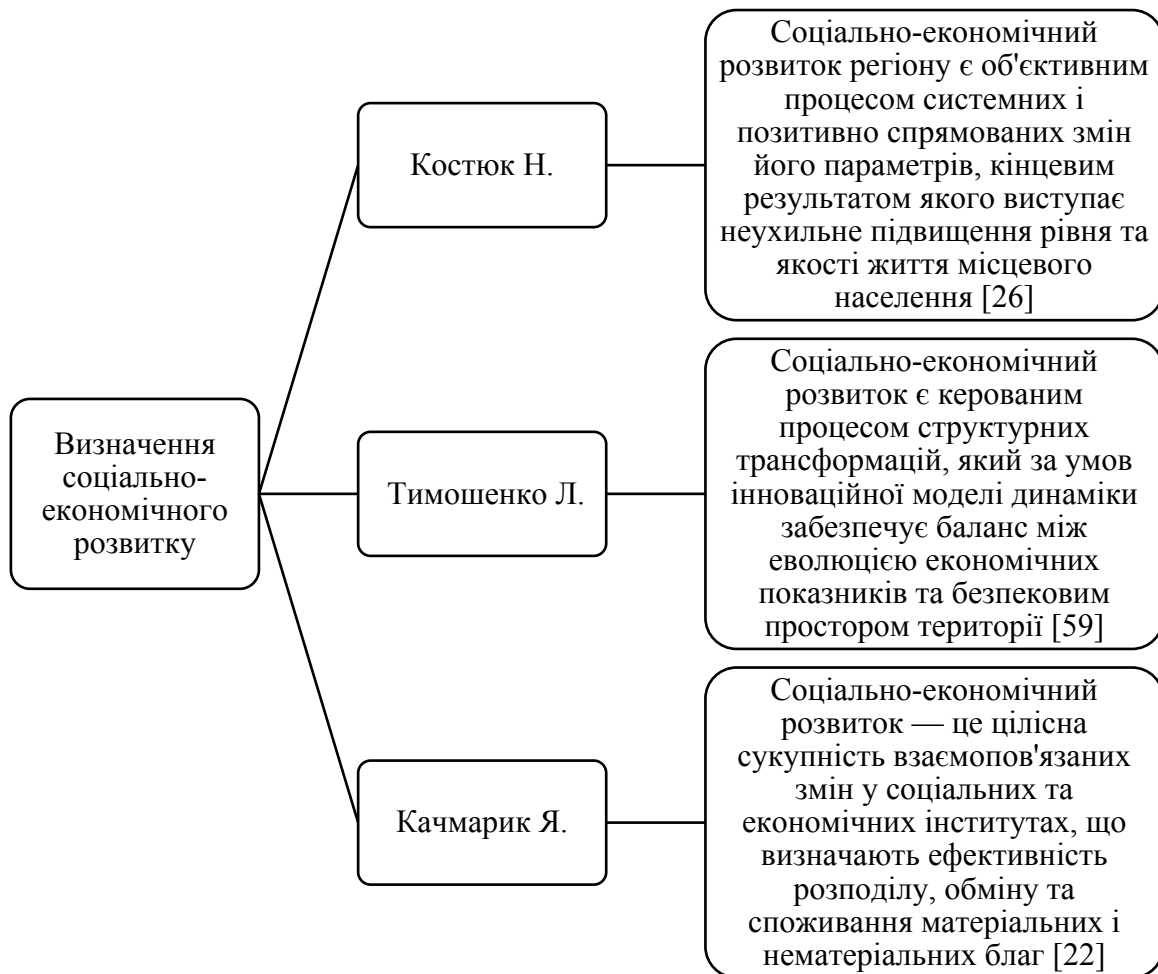 Визначення
соціально-
економічного
розвитку
Костюк Н.
Соціально-економічний
розвиток регіону є об'єктивним
процесом системних і
позитивно спрямованих змін
його параметрів, кінцевим
результатом якого виступає
неухильне підвищення рівня та
якості життя місцевого
населення [26]
Тимошенко Л.
Соціально-економічний
розвиток є керованим
процесом структурних
трансформацій, який за умов
інноваційної моделі динаміки
забезпечує баланс між
еволюцією економічних
показників та безпековим
простором території [59]
Качмарик Я.
Соціально-економічний
розвиток — це цілісна
сукупність взаємопов'язаних
змін у соціальних та
економічних інститутах, що
визначають ефективність
розподілу, обміну та
споживання матеріальних і
нематеріальних благ [22]